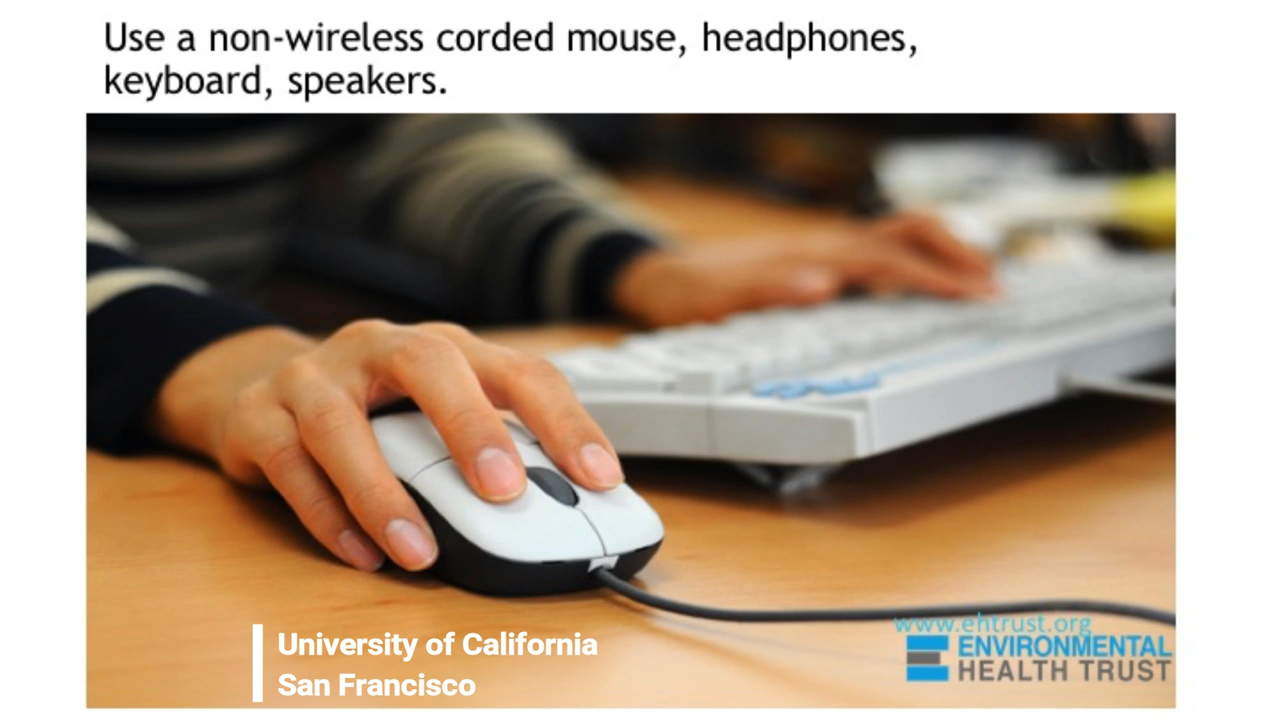 Use a non-wireless corded mouse, headphones,
keyboard, speakers.
www.ehtrust.org
ENVIRONMENTAL
HEALTH TRUST
University of California
San Francisco